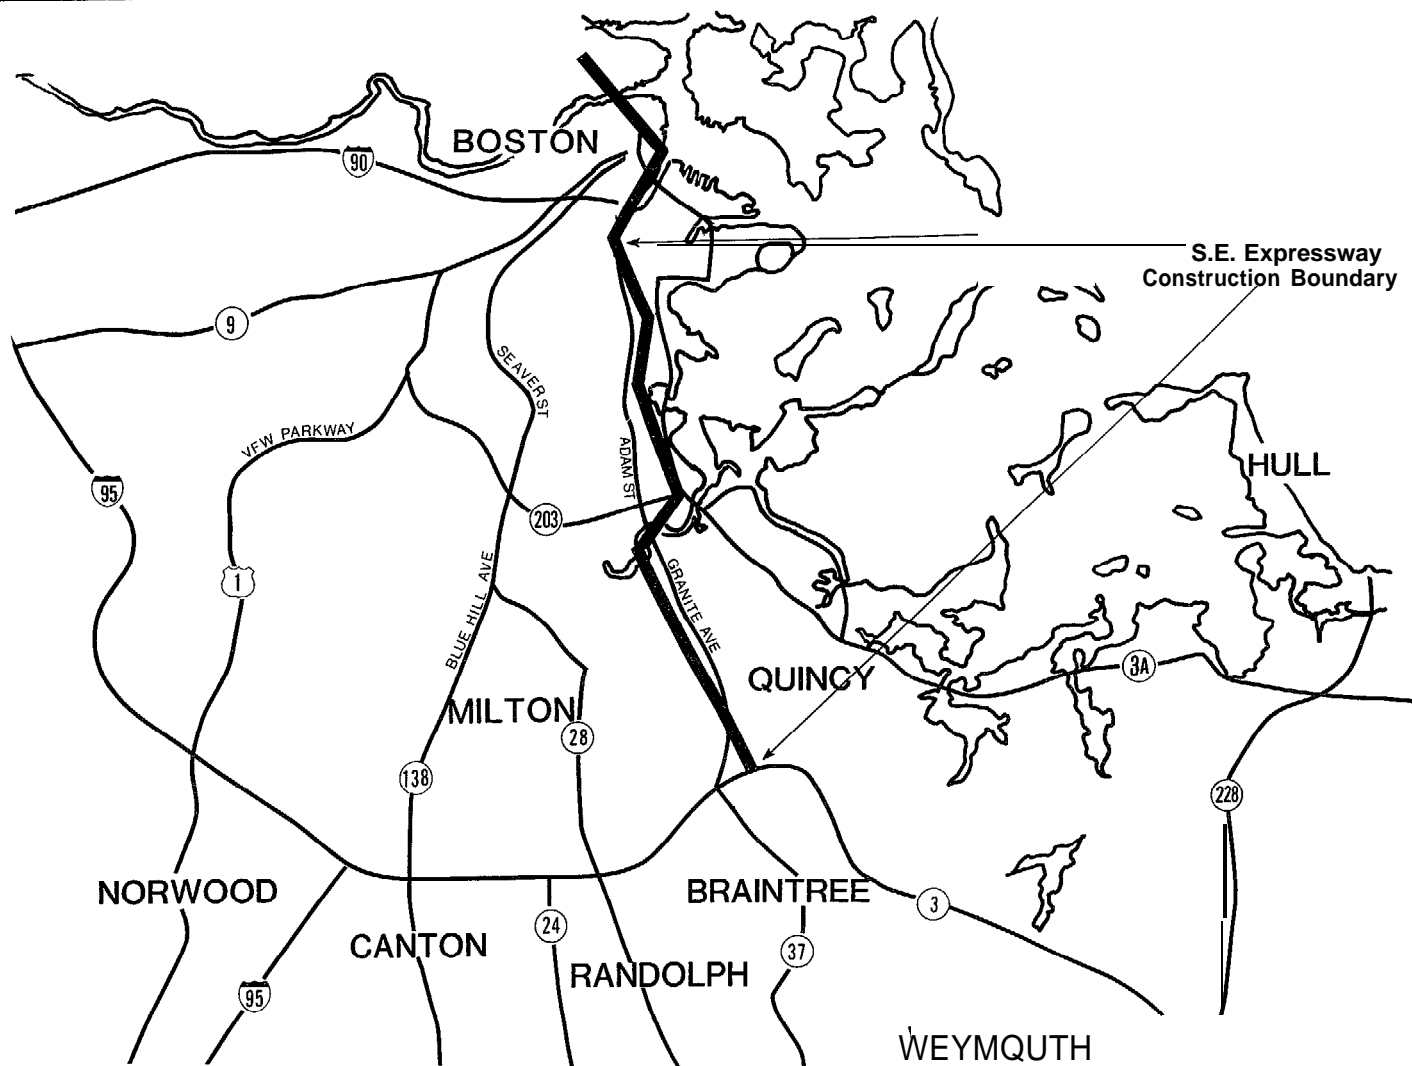 BOSTON
90
S.E. Expressway
Construction Boundary
9
SEAVER ST
VFW PARKWAY
ADAM ST
HULL
95
203
1
BLUE HILL AVE
GRANITE AVE
QUINCY
3A
MILTON
28
138
228
NORWOOD
BRAINTREE
3
24
CANTON
37
RANDOLPH
95
WEYMQUTH